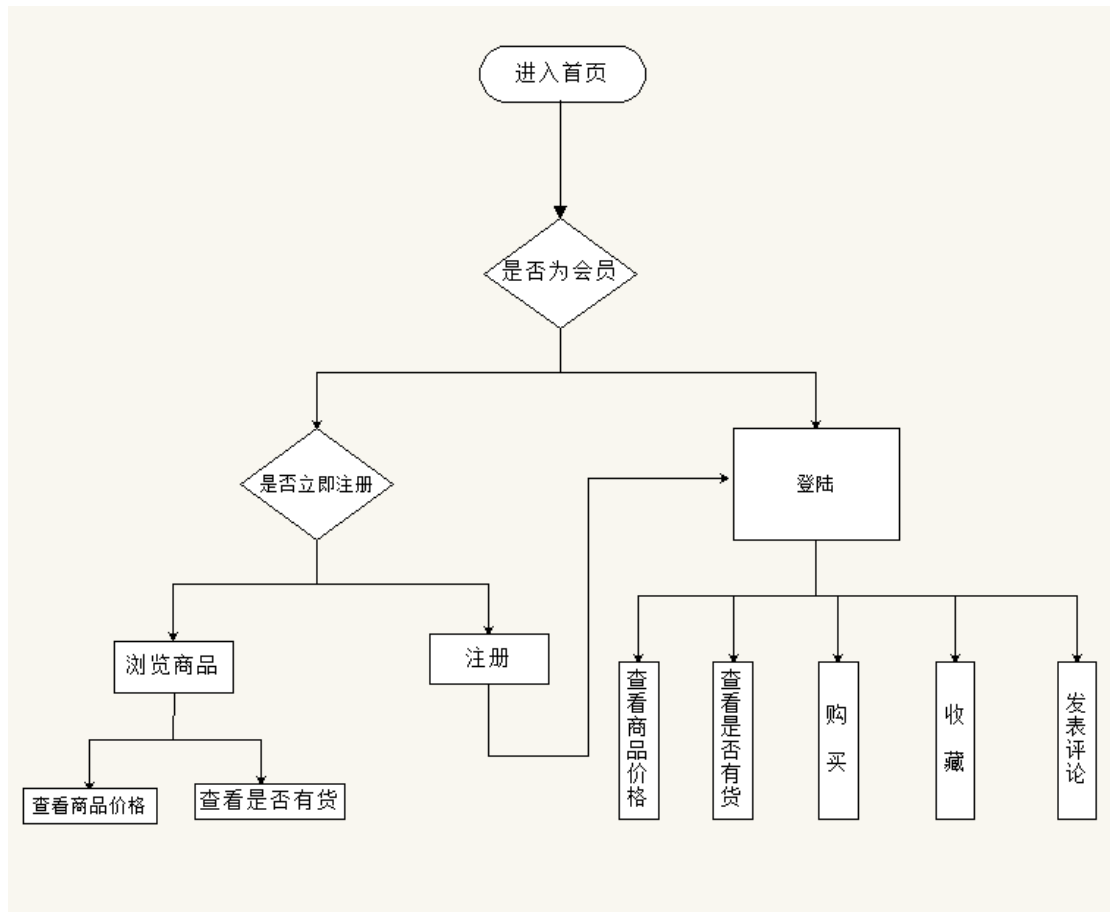 进入首页
是否为会员
是否立即注册
登陆
浏览商品
注册
查看商品价格
查看是否有货
查看商品价格
查看是否有货
购买
收藏
发表评论